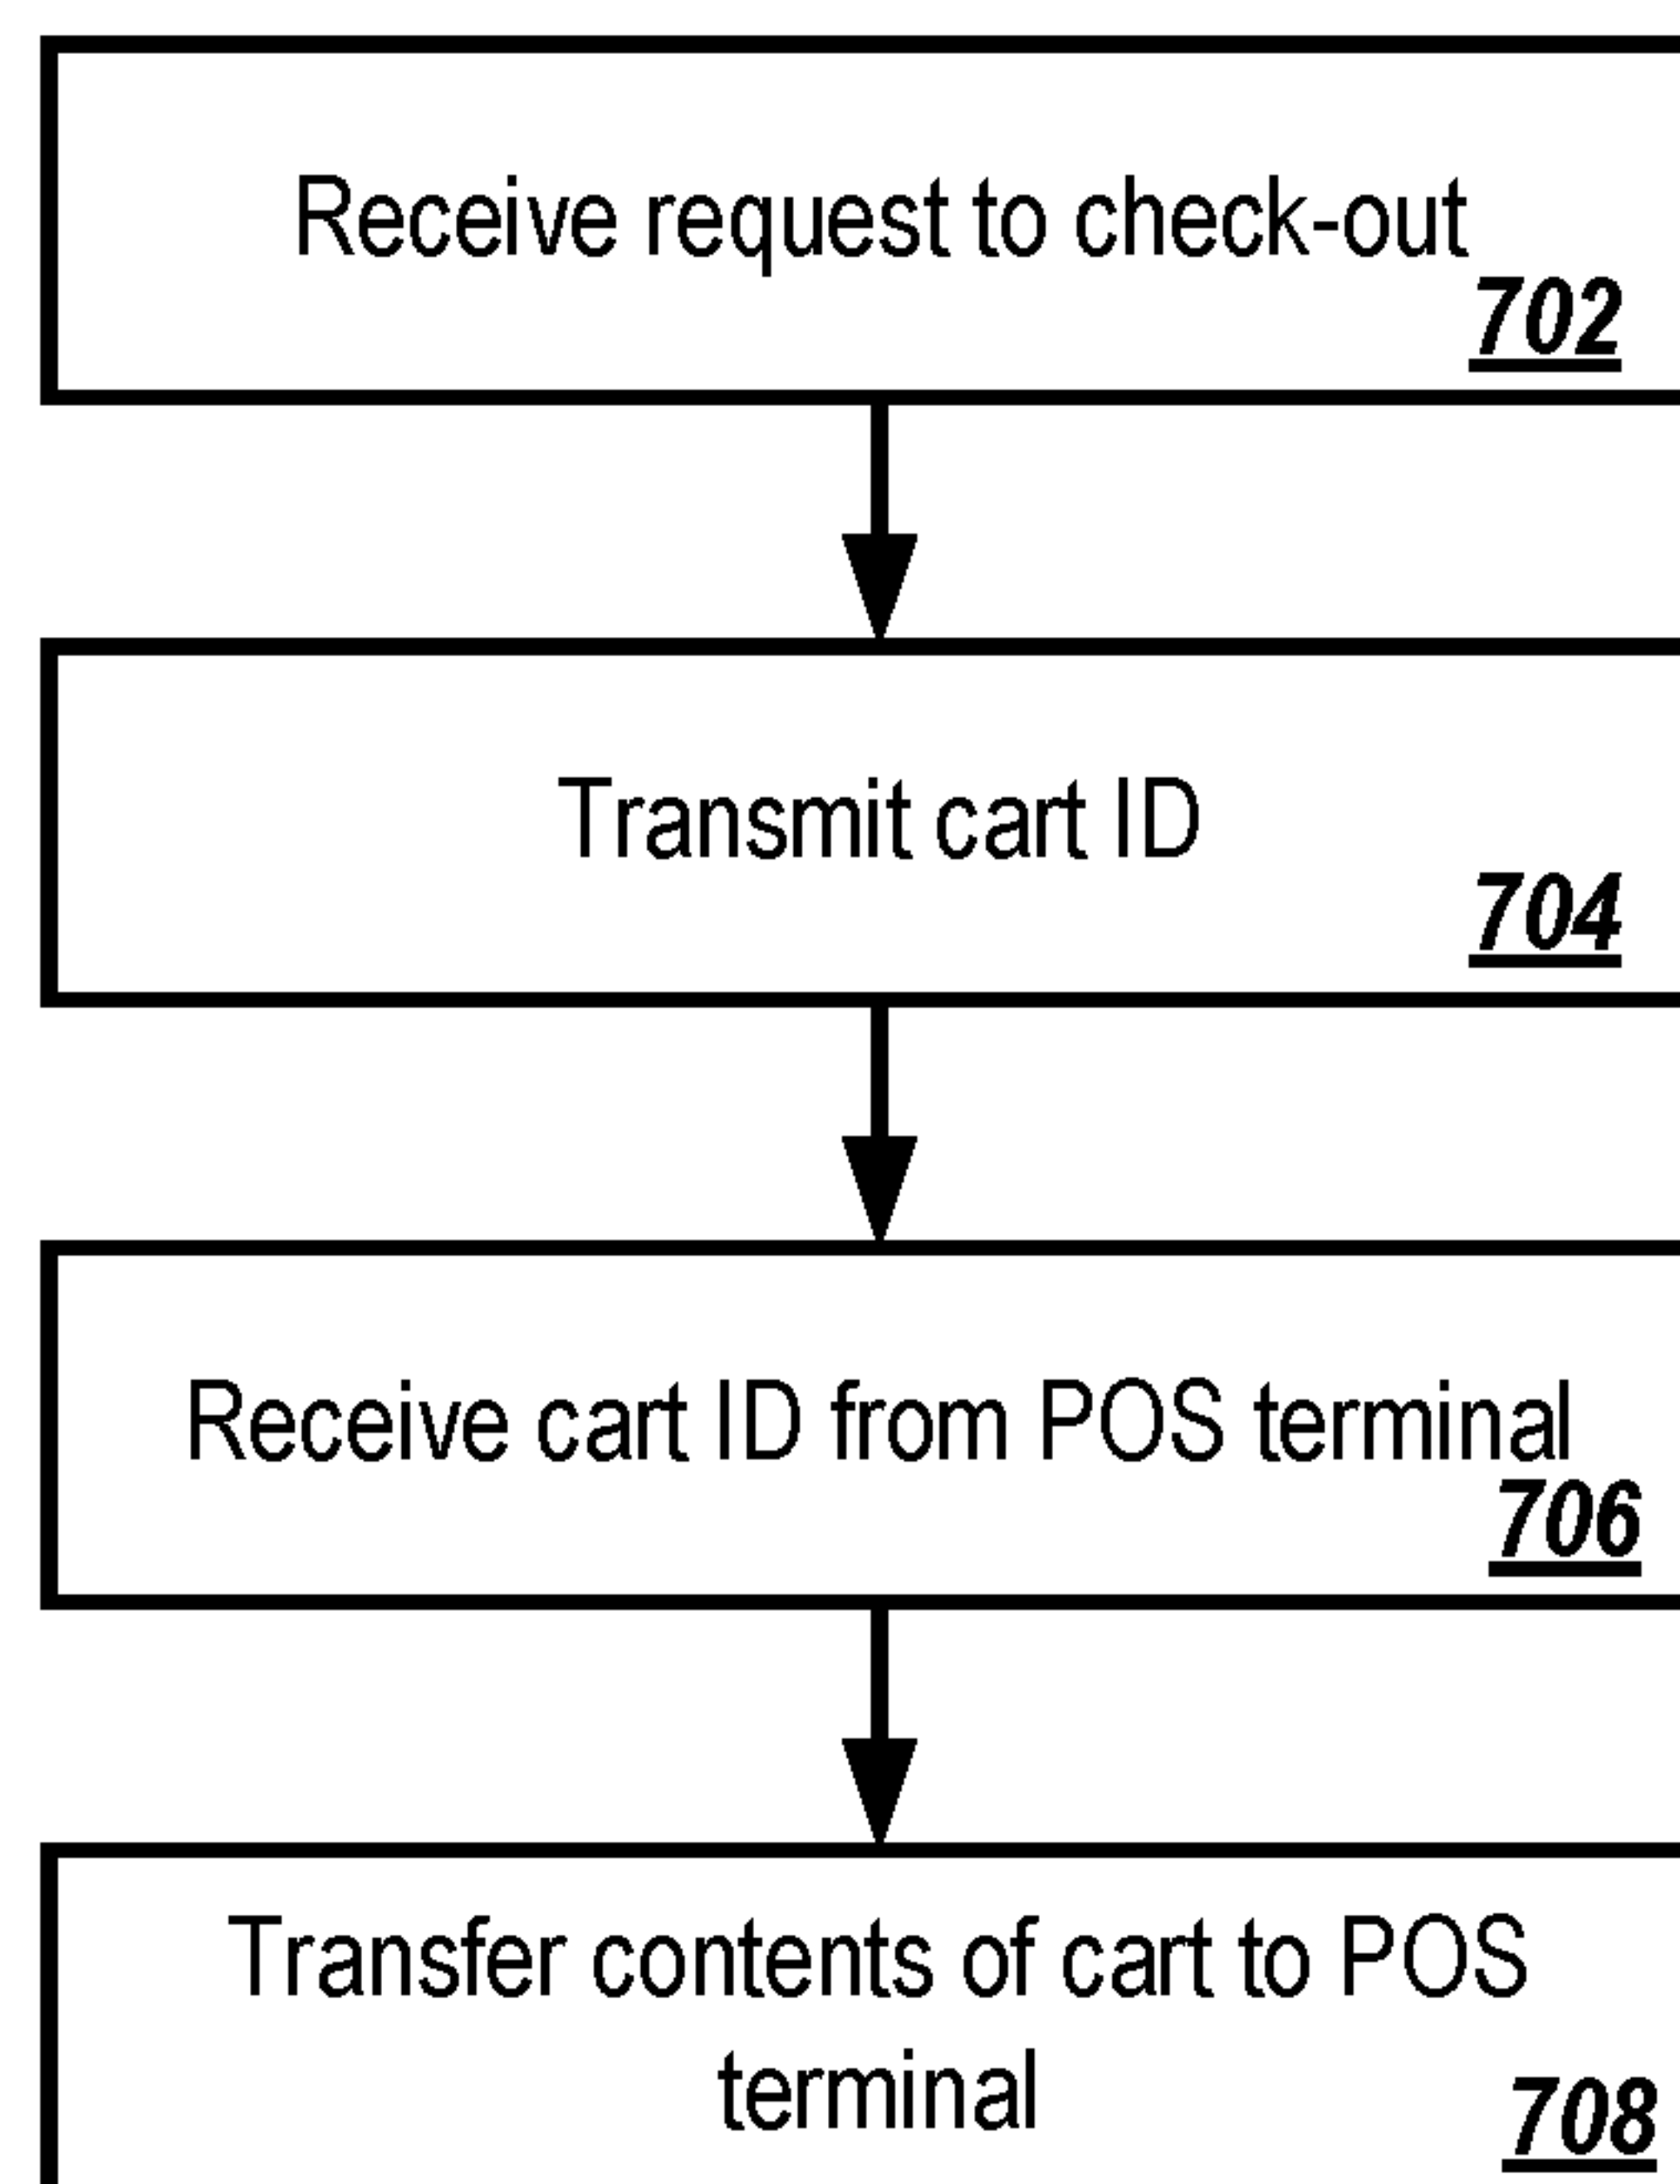 Receive request to check-out
702
Transmit cart ID
704
Receive cart ID from POS terminal
706
Transfer contents of cart to POS
terminal
708